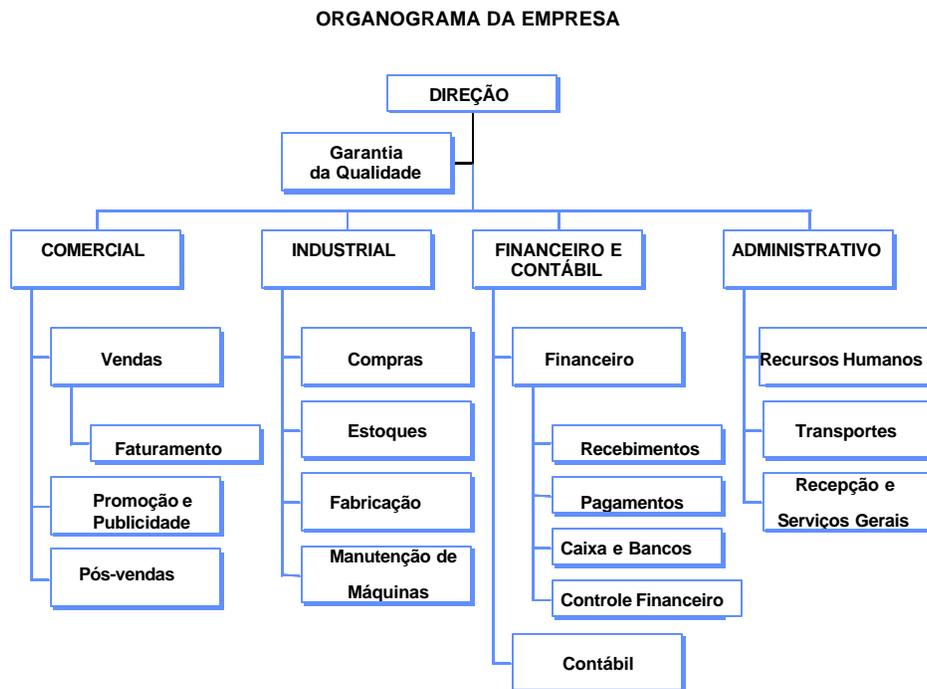 ORGANOGRAMA DA EMPRESA
DIREÇÃO
Garantia
da Qualidade
COMERCIAL
INDUSTRIAL
FINANCEIRO E
CONTÁBIL
ADMINISTRATIVO
Vendas
Compras
Financeiro
Recursos Humanos
Faturamento
Estoques
Recebimentos
Transportes
Promoção e
Publicidade
Fabricação
Pagamentos
Recepção e
Serviços Gerais
Pós-vendas
Manutenção de
Máquinas
Caixa e Bancos
Controle Financeiro
Contábil